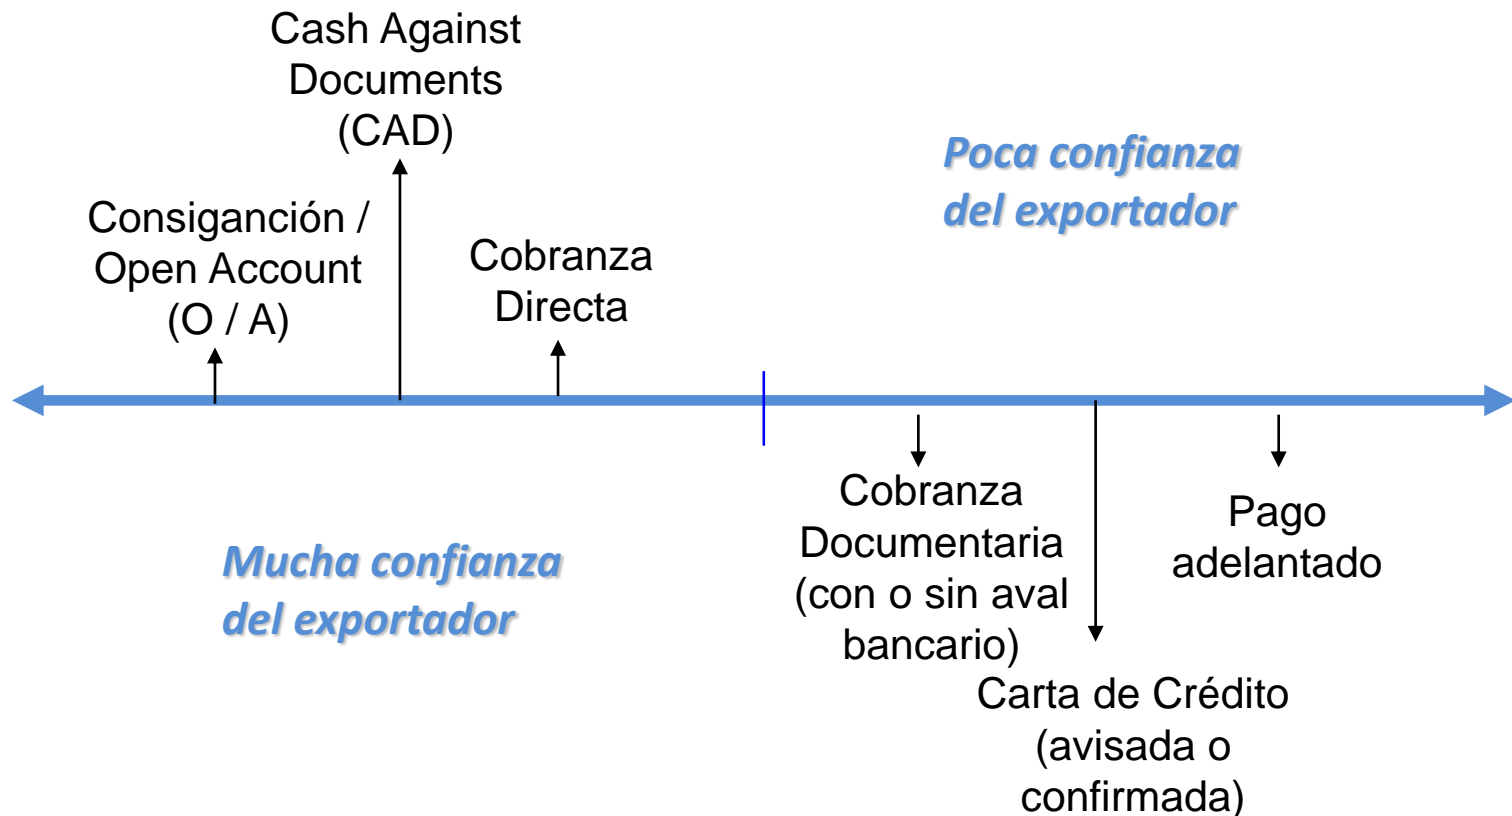 Cash Against
Documents
(CAD)
Poca confianza
del exportador
Consiganción /
Open Account
(O / A)
Cobranza
Directa
Cobranza
Documentaria
(con o sin aval
bancario)
Pago
adelantado
Mucha confianza
del exportador
Carta de Crédito
(avisada o
confirmada)